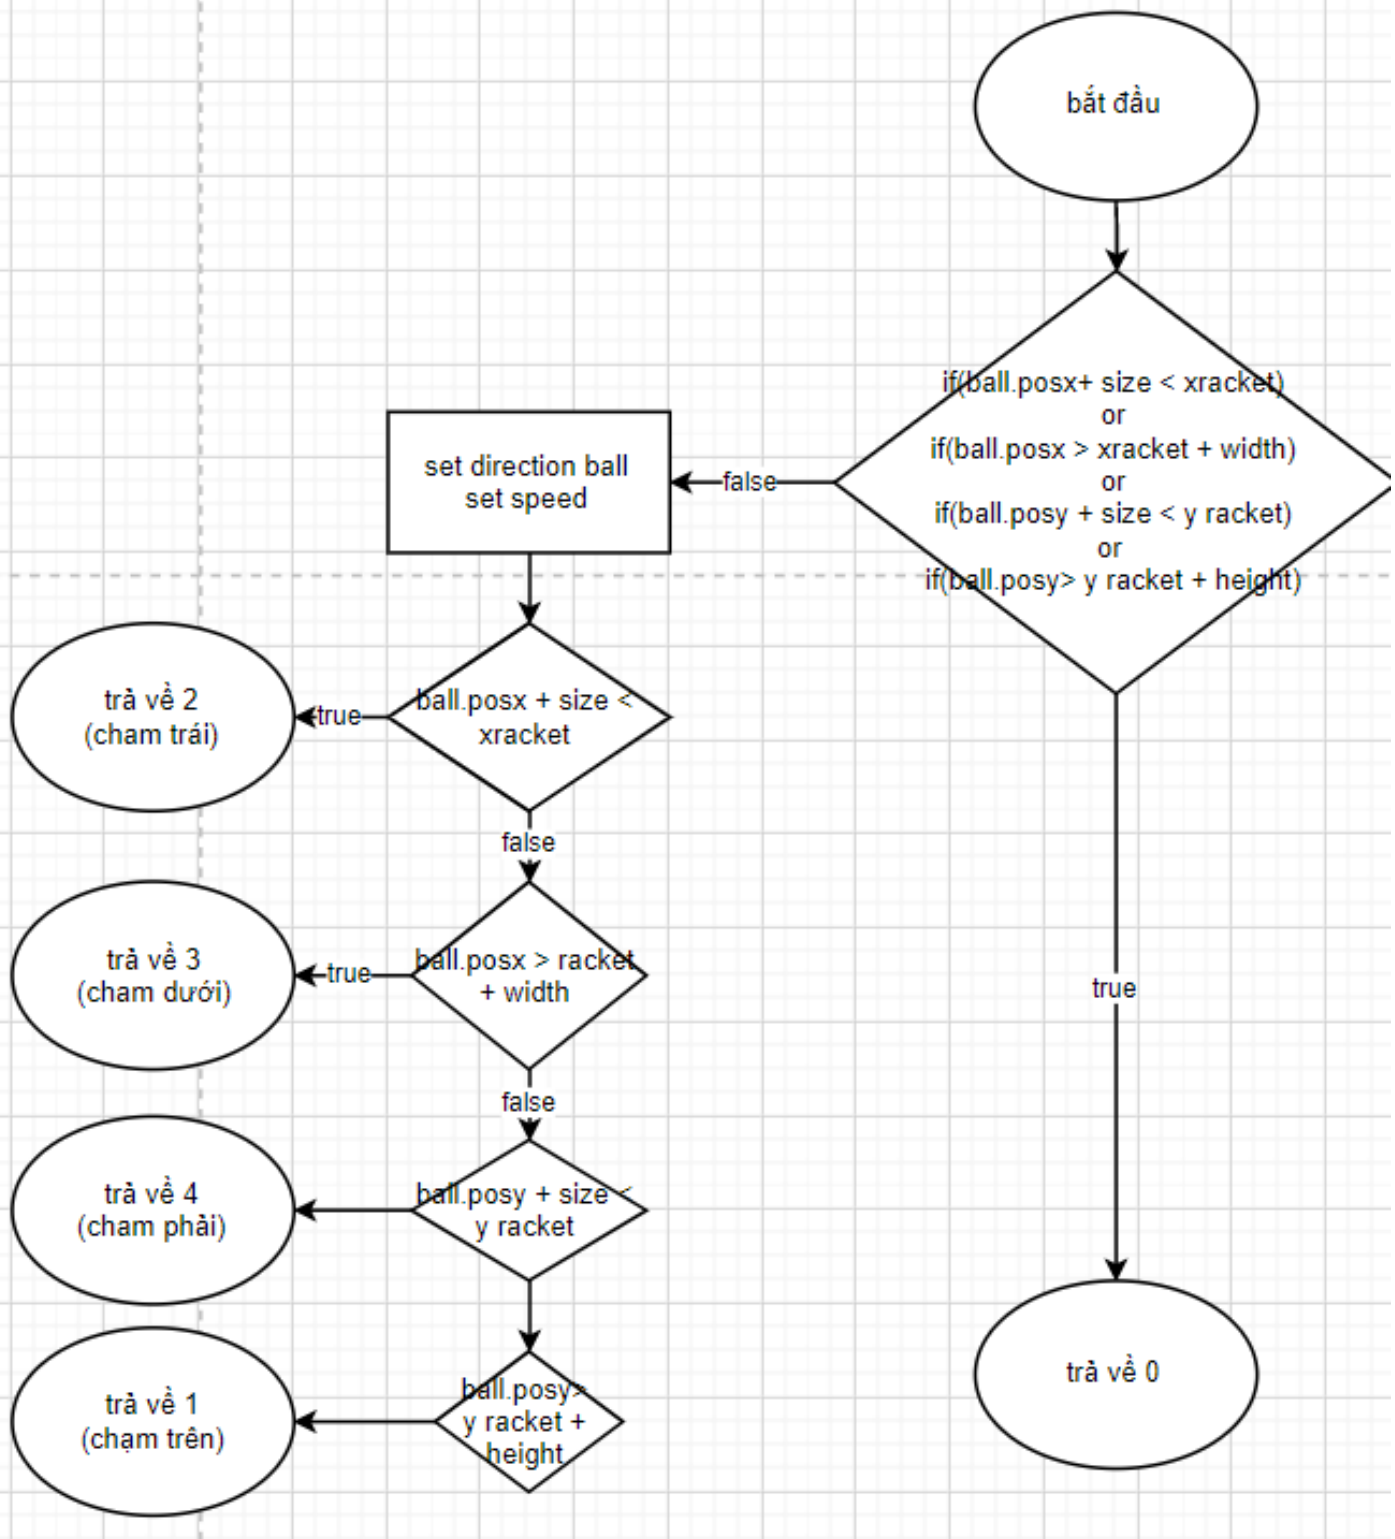 bắt đầu
if(ball.posx+ size < xracket)
or
if(ball.posx > xracket + width)
or
if(ball.posy + size < y racket)
or
if(ball.posy> y racket + height)
false
set direction ball
set speed
ball.posx + size <
xracket
true
trả về 2
(cham trái)
false
ball.posx > racket
+ width
true
trả về 3
(cham dưới)
false
ball.posy + size <
y racket
trả về 4
(cham phải)
ball.posy>
y racket +
height
trả về 1
(chạm trên)
true
trả về 0